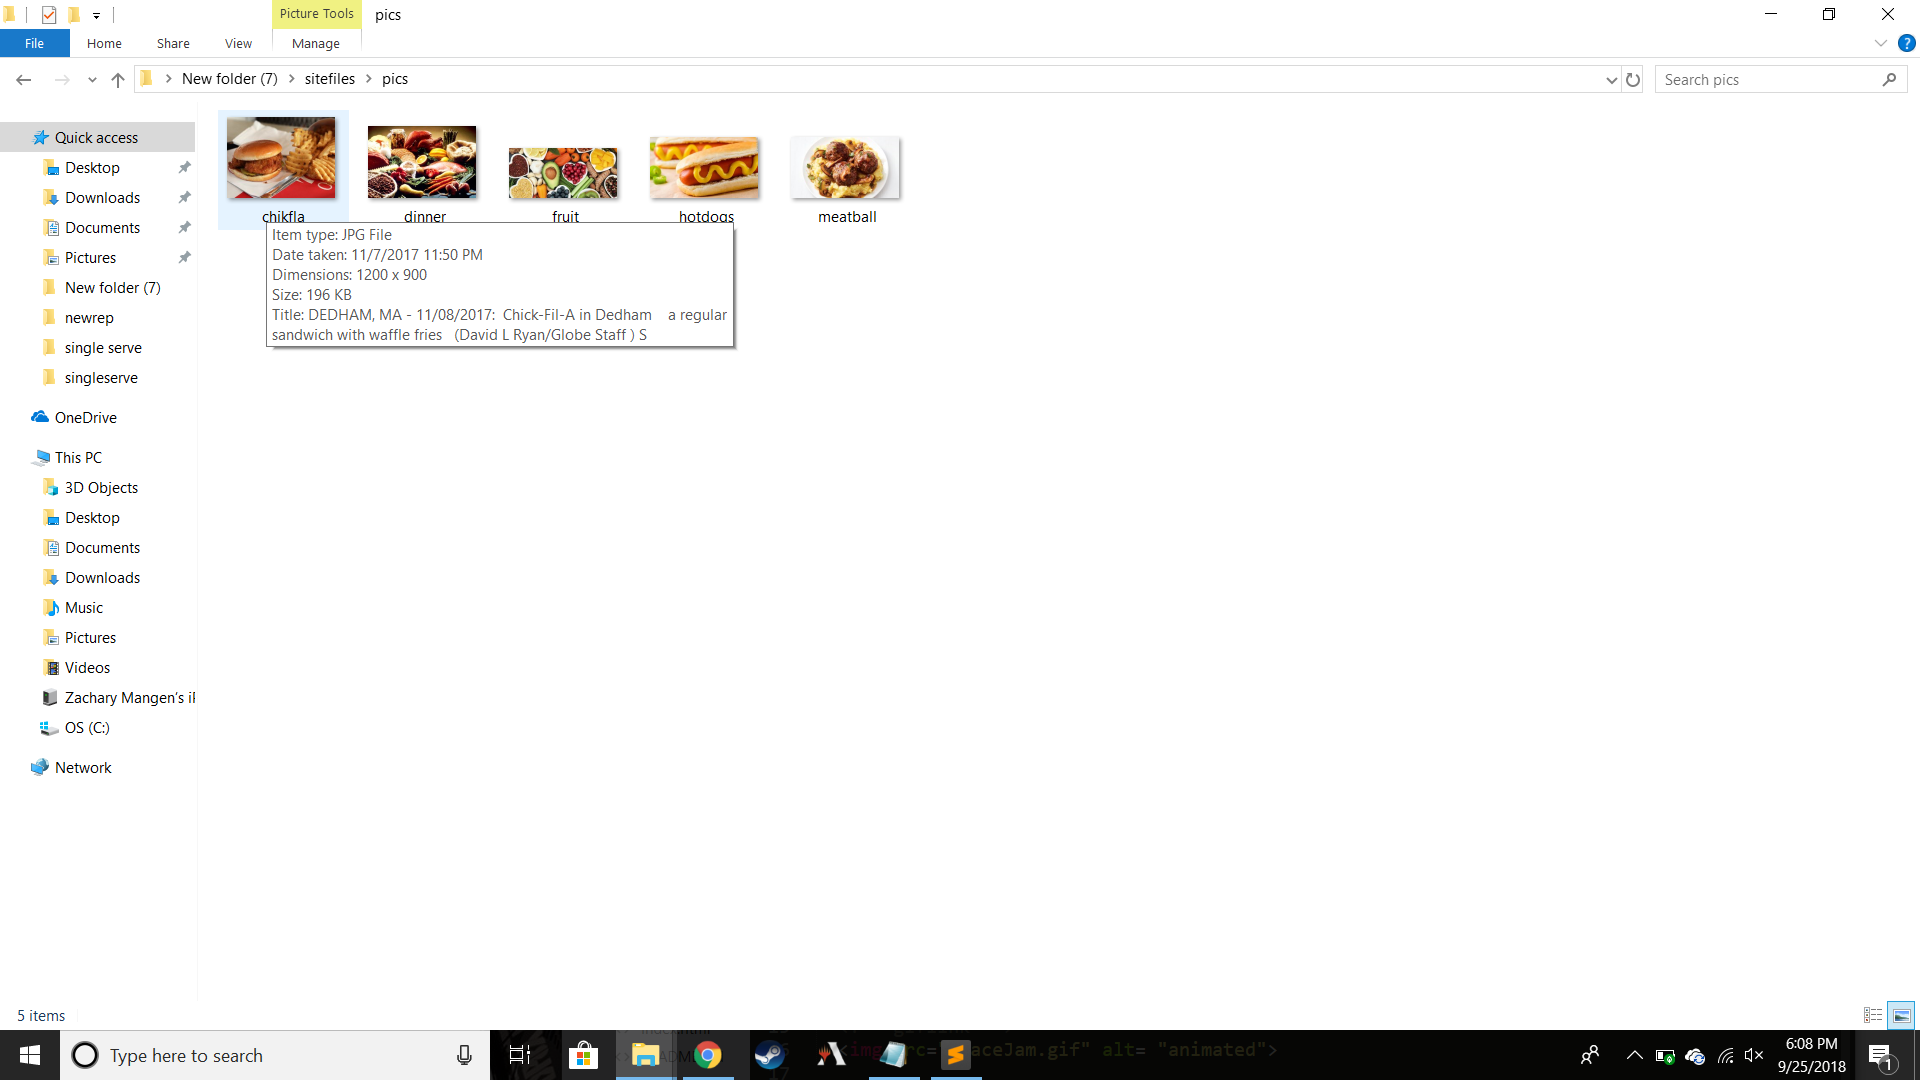 Picture Tools
pics
File
Home
Share
View
Manage
New folder (7)
sitefiles
pics
Search pics
Quick access
Desktop
Downloads
Documents
Pictures
New folder (7)
newrep
single serve
singleserve
OneDrive
This PC
3D Objects
Desktop
Documents
Downloads
Music
Pictures
Videos
Zachary Mangen's
OS (C:)
Network
chikfla
dinner
fruit
hotdogs
meatball
Item type: JPG File
Date taken: 11/7/2017 11:50 PM
Dimensions: 1200 x 900
Size: 196 KB
Title: DEDHAM, MA - 11/08/2017: Chick-Fil-A in Dedham a regular
sandwich with waffle fries (David L Ryan/Globe Staff ) S
5 items
Type here to search
aceJam.gif" alt= "animated">
6:08 PM
9/25/2018
1